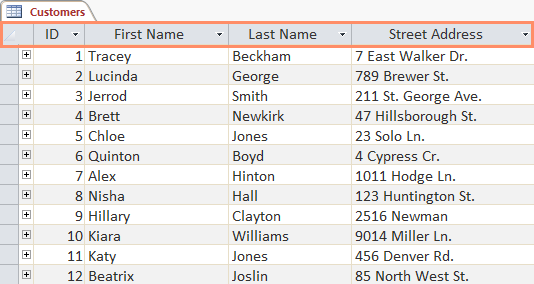 Customers
ID First Name Last Name Street Address
1 Tracey Beckham 7 East Walker Dr.
2 Lucinda George 789 Brewer St.
3 Jerrod Smith 211 St. George Ave.
4 Brett Newkirk 47 Hillsborough St.
5 Chloe Jones 23 Solo Ln.
6 Quinton Boyd 4 Cypress Cr.
7 Alex Hinton 1011 Hodge Ln.
8 Nisha Hall 123 Huntington St.
9 Hillary Clayton 2516 Newman
10 Kiara Williams 9014 Miller Ln.
11 Katy Jones 456 Denver Rd.
12 Beatrix Joslin 85 North West St.